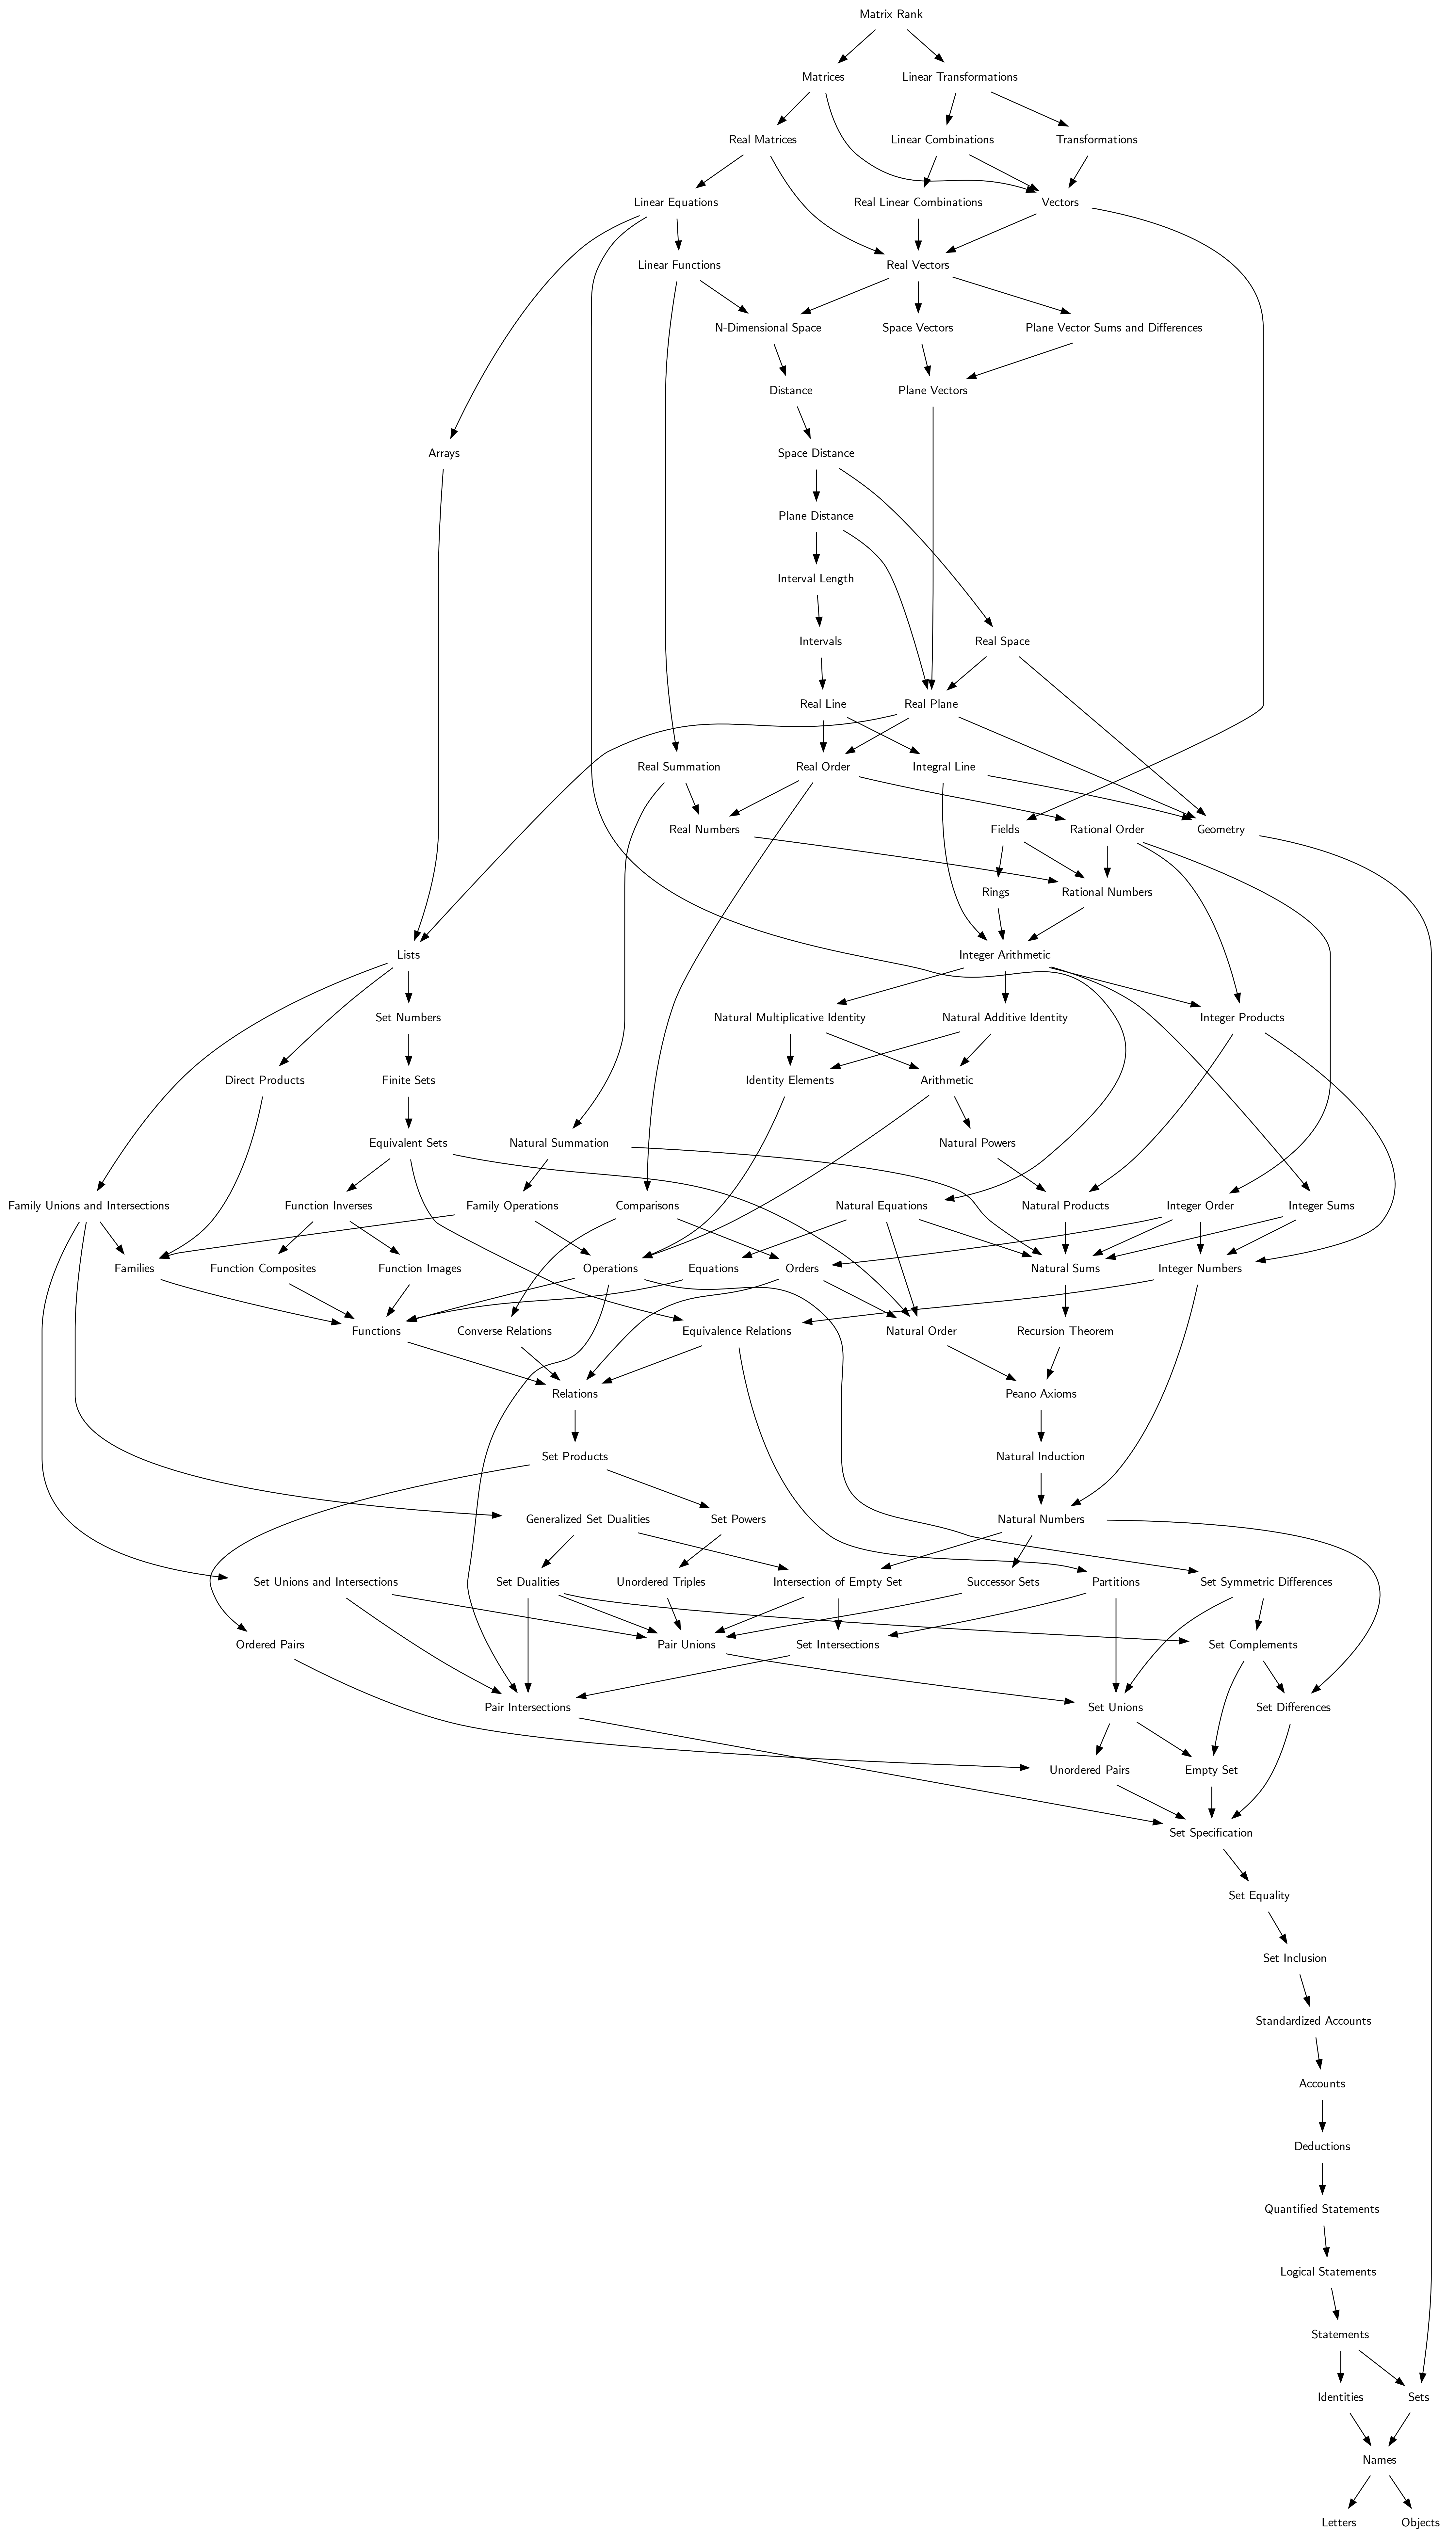 Matrix Rank
Matrices
Linear Transformations
Real Matrices
Linear Combinations
Transformations
Linear Equations
Real Linear Combinations
Vectors
Linear Functions
Real Vectors
N-Dimensional Space
Space Vectors
Plane Vector Sums and Differences
Distance
Plane Vectors
Arrays
Space Distance
Plane Distance
Interval Length
Intervals
Real Space
Real Line
Real Plane
Real Summation
Real Order
Integral Line
Real Numbers
Fields
Rational Order
Geometry
Rings
Rational Numbers
Lists
Integer Arithmetic
Set Numbers
Natural Multiplicative Identity
Natural Additive Identity
Integer Products
Direct Products
Finite Sets
Identity Elements
Arithmetic
Equivalent Sets
Natural Summation
Natural Powers
Family Unions and Intersections
Function Inverses
Family Operations
Comparisons
Natural Equations
Natural Products
Integer Order
Integer Sums
Families
Function Composites
Function Images
Operations
Equations
Orders
Natural Sums
Integer Numbers
Functions
Converse Relations
Equivalence Relations
Natural Order
Recursion Theorem
Relations
Peano Axioms
Set Products
Natural Induction
Generalized Set Dualities
Set Powers
Natural Numbers
Set Unions and Intersections
Set Dualities
Unordered Triples
Intersection of Empty Set
Successor Sets
Partitions
Set Symmetric Differences
Ordered Pairs
Pair Unions
Set Intersections
Set Complements
Pair Intersections
Set Unions
Set Differences
Unordered Pairs
Empty Set
Set Specification
Set Equality
Set Inclusion
Standardized Accounts
Accounts
Deductions
Quantified Statements
Logical Statements
Statements
Identities
Sets
Names
Letters
Objects